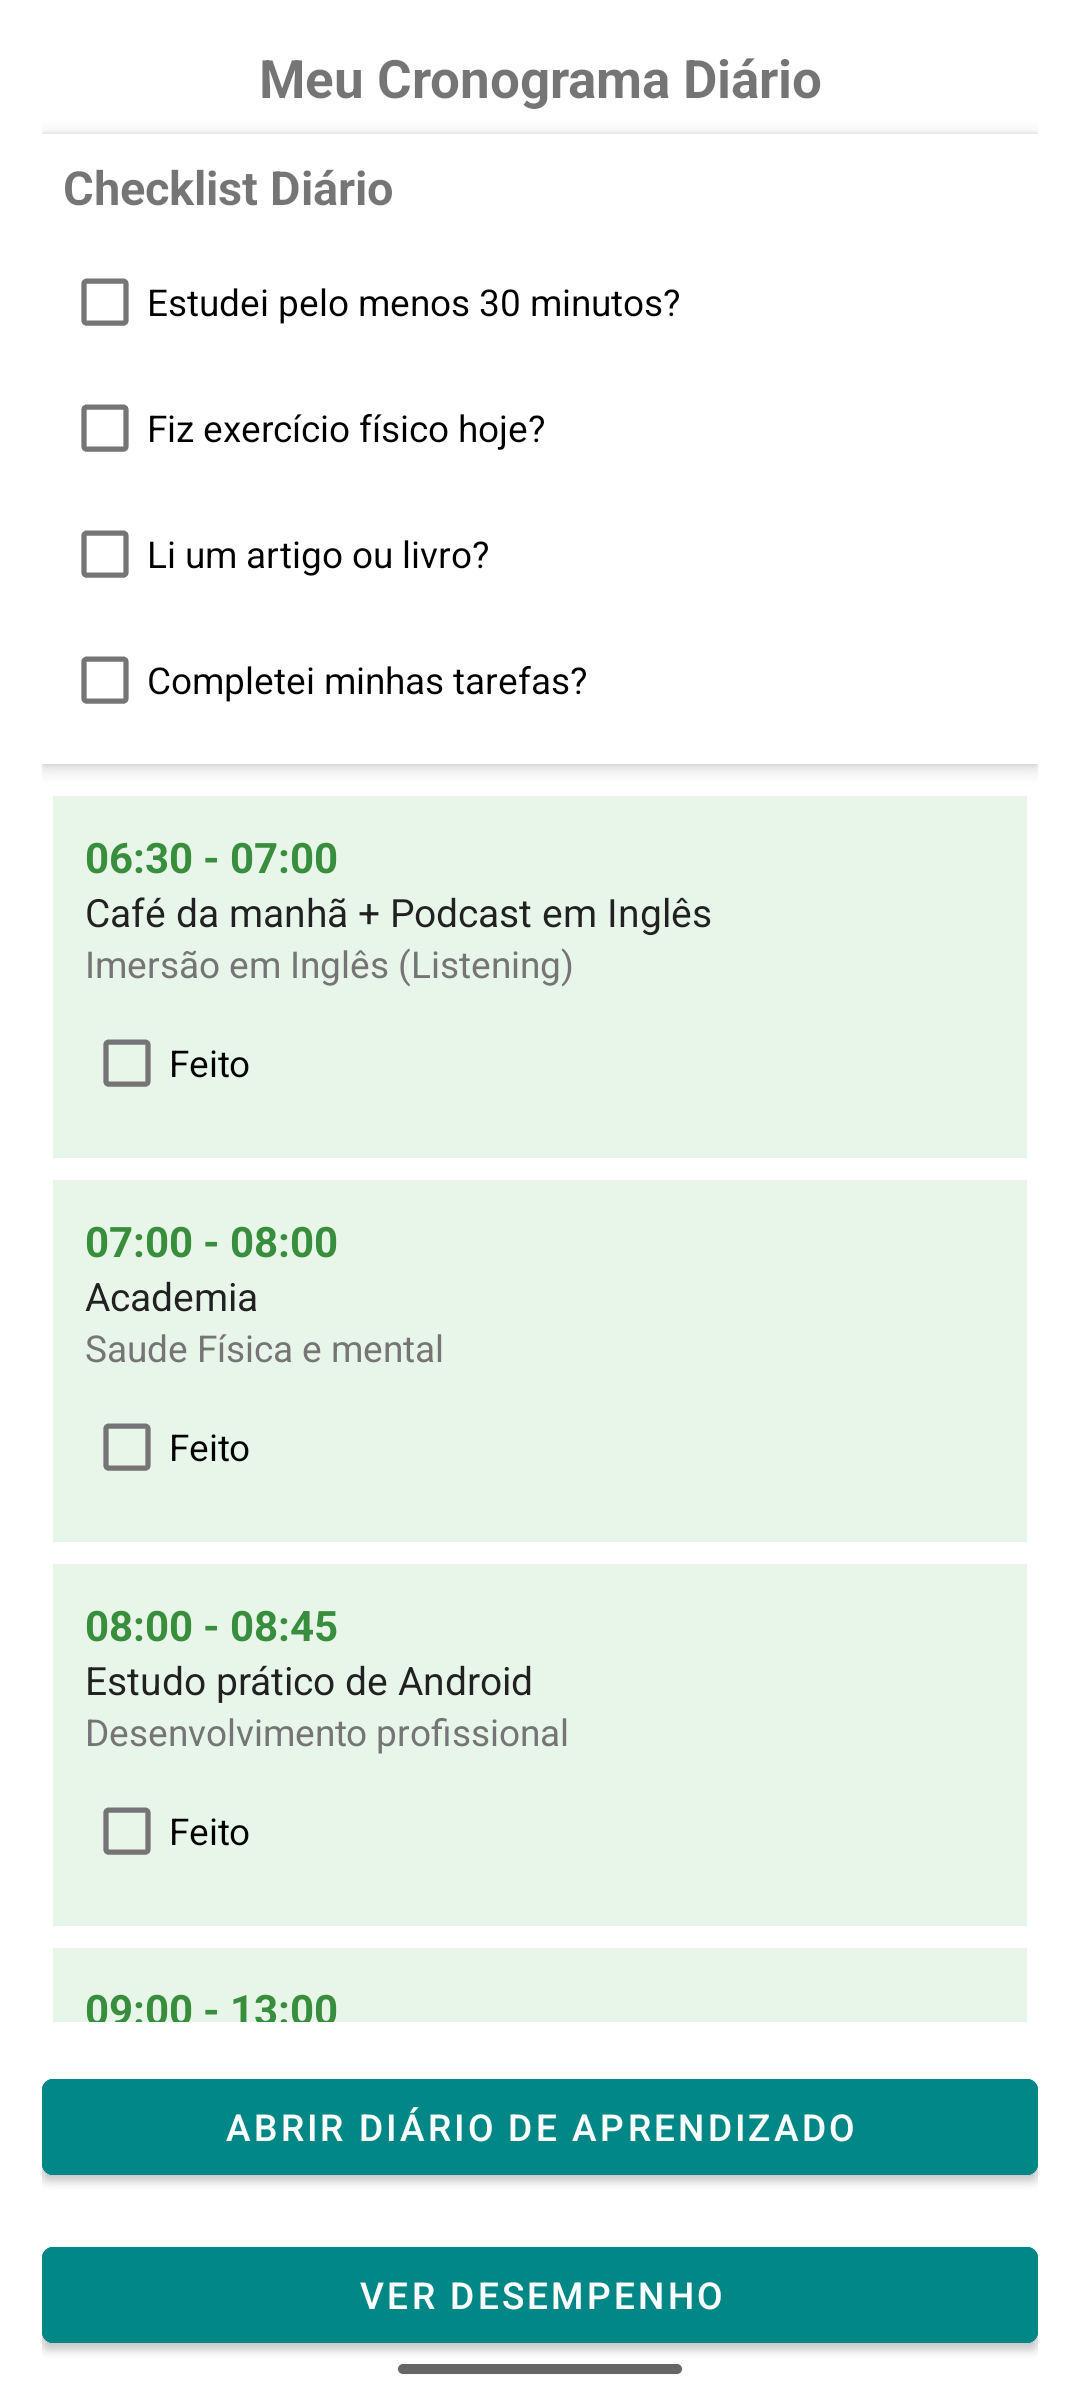 Meu Cronograma Diário
Checklist Diário
Estudei pelo menos 30 minutos?
Fiz exercício físico hoje?
Li um artigo ou livro?
Completei minhas tarefas?
06:30 - 07:00
Café da manhã + Podcast em Inglês
Imersão em Inglês (Listening)
Feito
07:00 - 08:00
Academia
Saude Física e mental
Feito
08:00 - 08:45
Estudo prático de Android
Desenvolvimento profissional
Feito
09:00 - 13:00
ABRIR DIÁRIO DE APRENDIZADO
VER DESEMPENHO